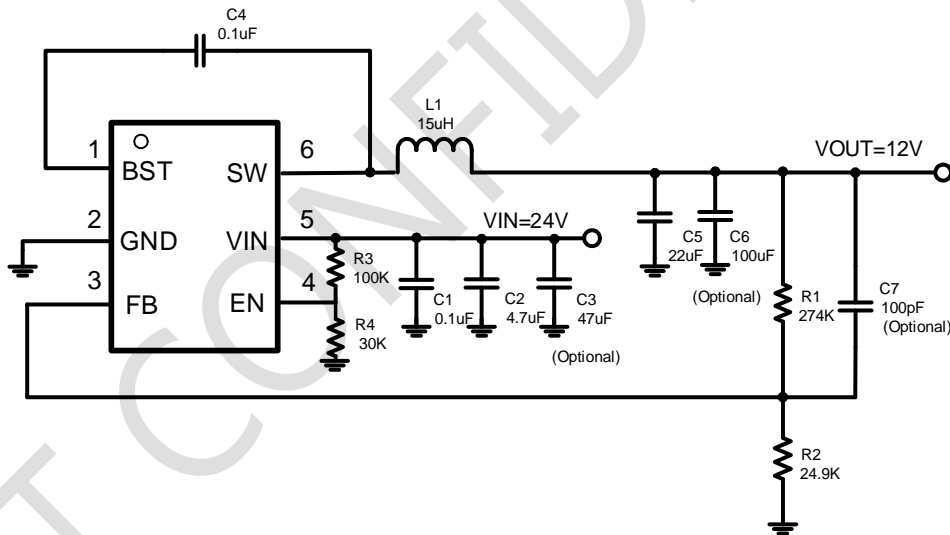 C4
0.1uF
L1
15uH
1
BST
6
SW
VOUT=12V
2
GND
5
VIN
VIN=24V
3
FB
4
EN
R3
100K
R4
30K
C1
0.1uF
C2
4.7uF
C3
47uF
(Optional)
C5
22uF
C6
100uF
(Optional)
R1
274K
C7
100pF
(Optional)
R2
24.9K
T CONFID